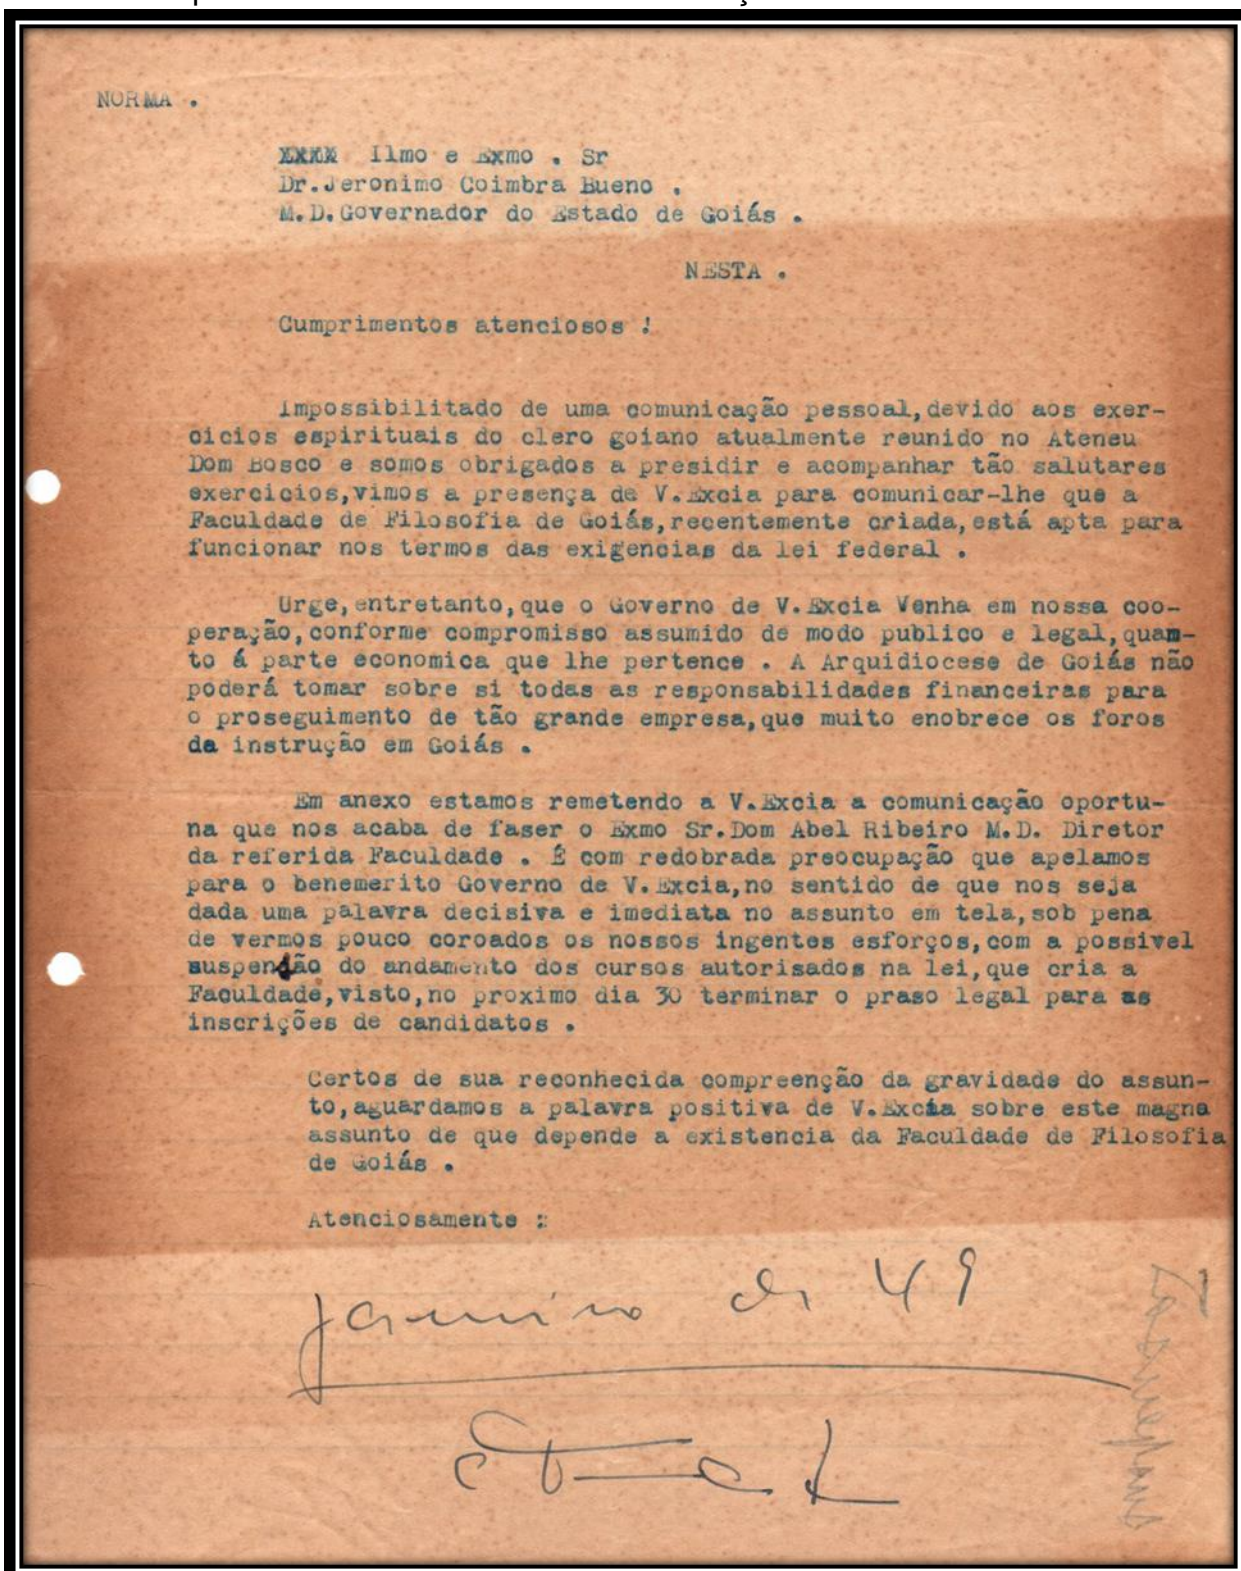 NORMA .
XXXX Ilmo e Exmo . Sr
Dr.Jeronimo Coimbra Bueno .
M.D.Governador do Estado de Goiás .
NESTA .
Cumprimentos atenciosos !
Impossibilitado de uma comunicação pessoal,devido aos exer-
cicios espirituais do clero goiano atualmente reunido no Ateneu
Dom Bosco e somos obrigados a presidir e acompanhar tão salutares
exercicios,vimos a presença de V.Excia para comunicar-lhe que a
Faculdade de Filosofia de Goiás,recentemente criada,está apta para
funcionar nos termos das exigencias da lei federal .
Urge,entretanto,que o Governo de V.Excia Venha em nossa coo-
peração,conforme compromisso assumido de modo publico e legal,quan-
to á parte economica que lhe pertence . A Arquidiocese de Goiás não
poderá tomar sobre si todas as responsabilidades financeiras para
o proseguimento de tão grande empresa,que muito enobrece os foros
da instrução em Goiás .
Em anexo estamos remetendo a V.Excia a comunicação oportu-
na que nos acaba de faser o Exmo Sr.Dom Abel Ribeiro M.D. Diretor
da referida Faculdade . É com redobrada preocupação que apelamos
para o benemerito Governo de V.Excia,no sentido de que nos seja
dada uma palavra decisiva e imediata no assunto em tela,sob pena
de vermos pouco coroados os nossos ingentes esforços,com a possivel
suspensão do andamento dos cursos autorisados na lei,que cria a
Faculdade,visto,no proximo dia 30 terminar o praso legal para as
inscrições de candidatos .
Certos de sua reconhecida compreenção da gravidade do assun-
to,aguardamos a palavra positiva de V.Excia sobre este magno
assunto de que depende a existencia da Faculdade de Filosofia
de Goiás .
Atenciosamente :
janeiro de 49